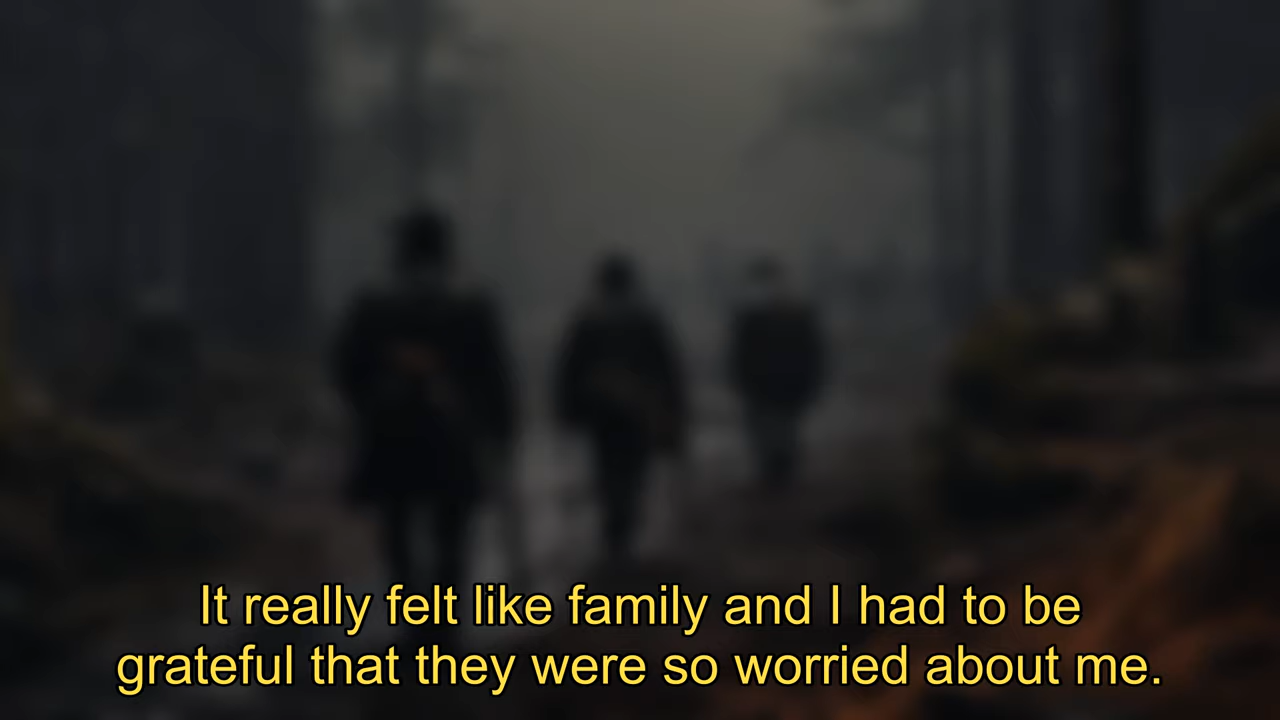 It really felt like family and I had to be
grateful that they were so worried about me.